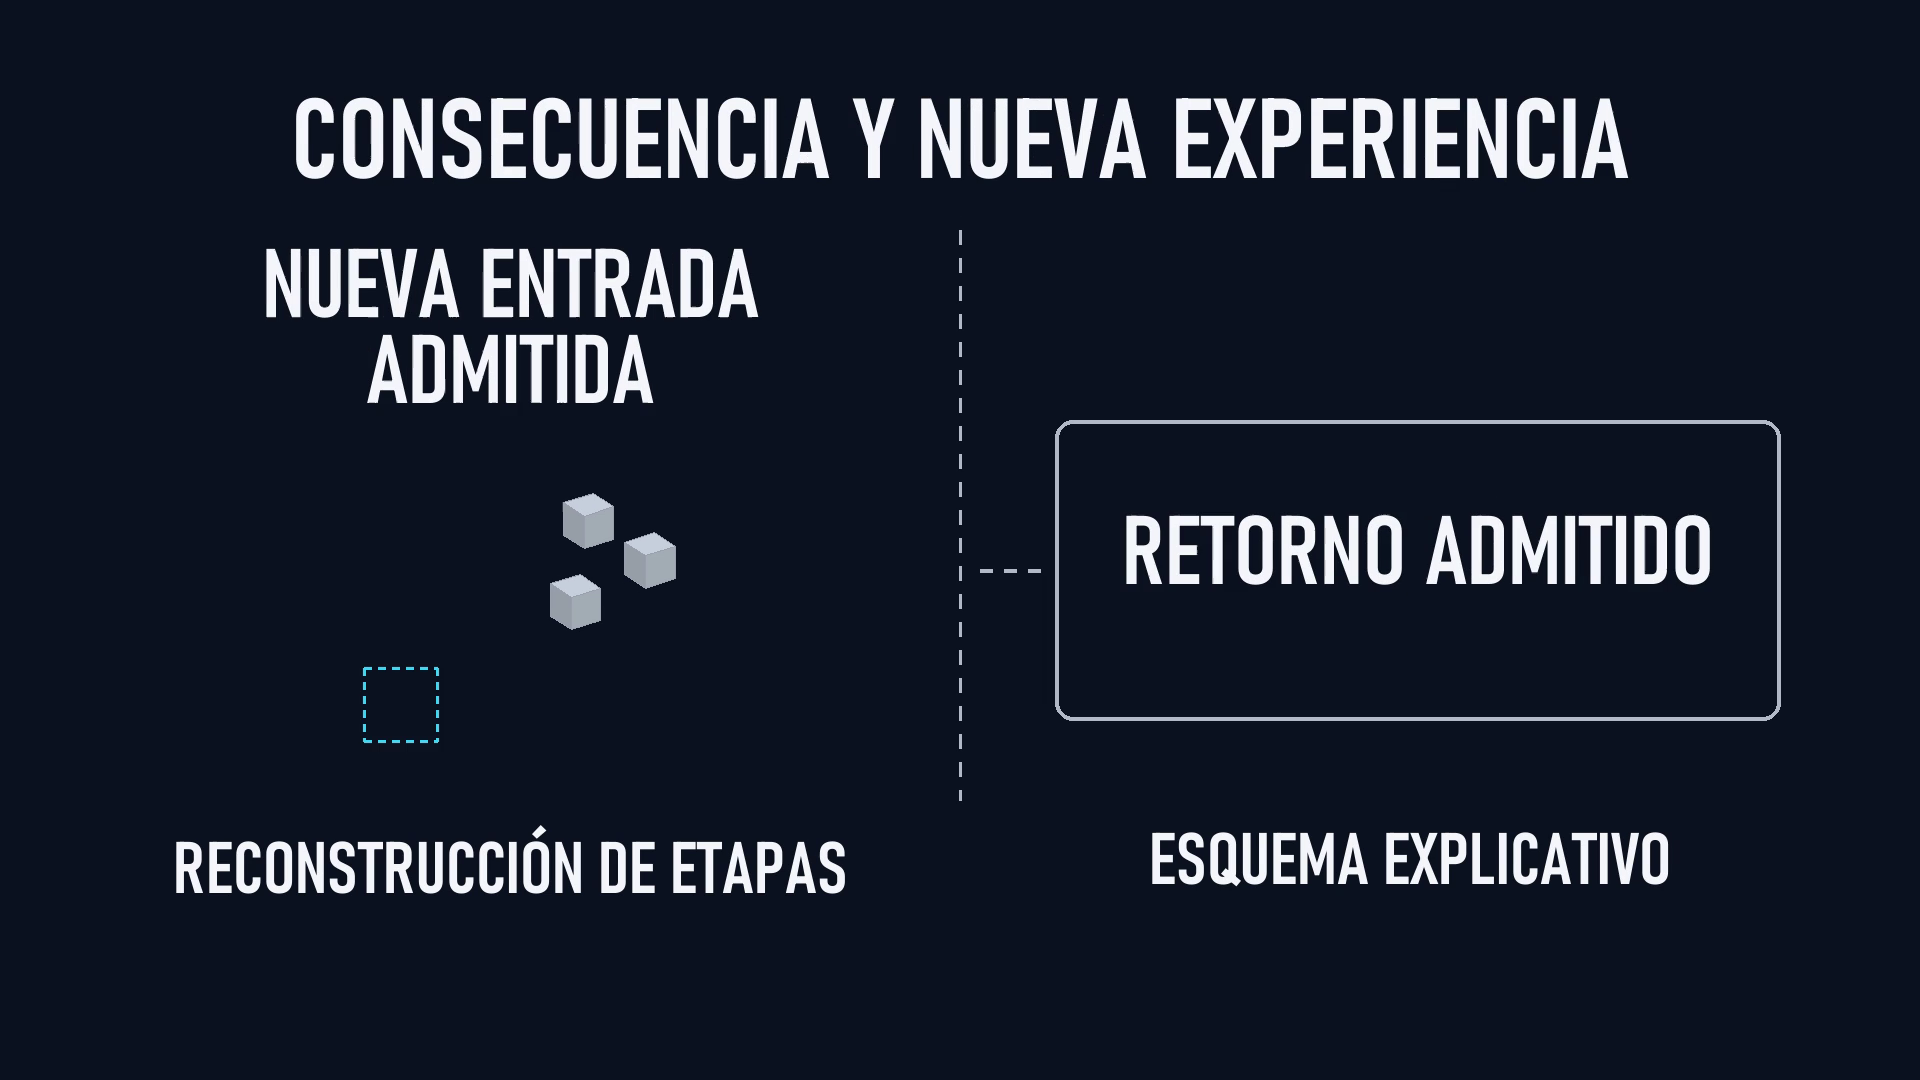 CONSECUENCIA Y NUEVA EXPERIENCIA
NUEVA ENTRADA
ADMITIDA
RETORNO ADMITIDO
RECONSTRUCCIÓN DE ETAPAS
ESQUEMA EXPLICATIVO